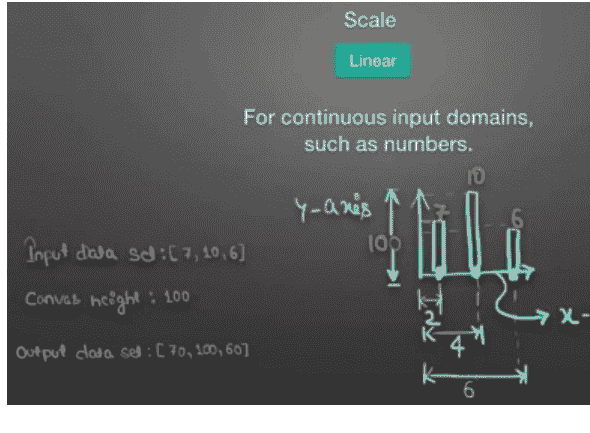 Scale
Linear
For continuous input domains,
such as numbers.
10
Y-axis
7
6
100
Input data set:[7,10,6]
Canvas height: 100
2
x-
4
Output data set:[70,100,60]
6